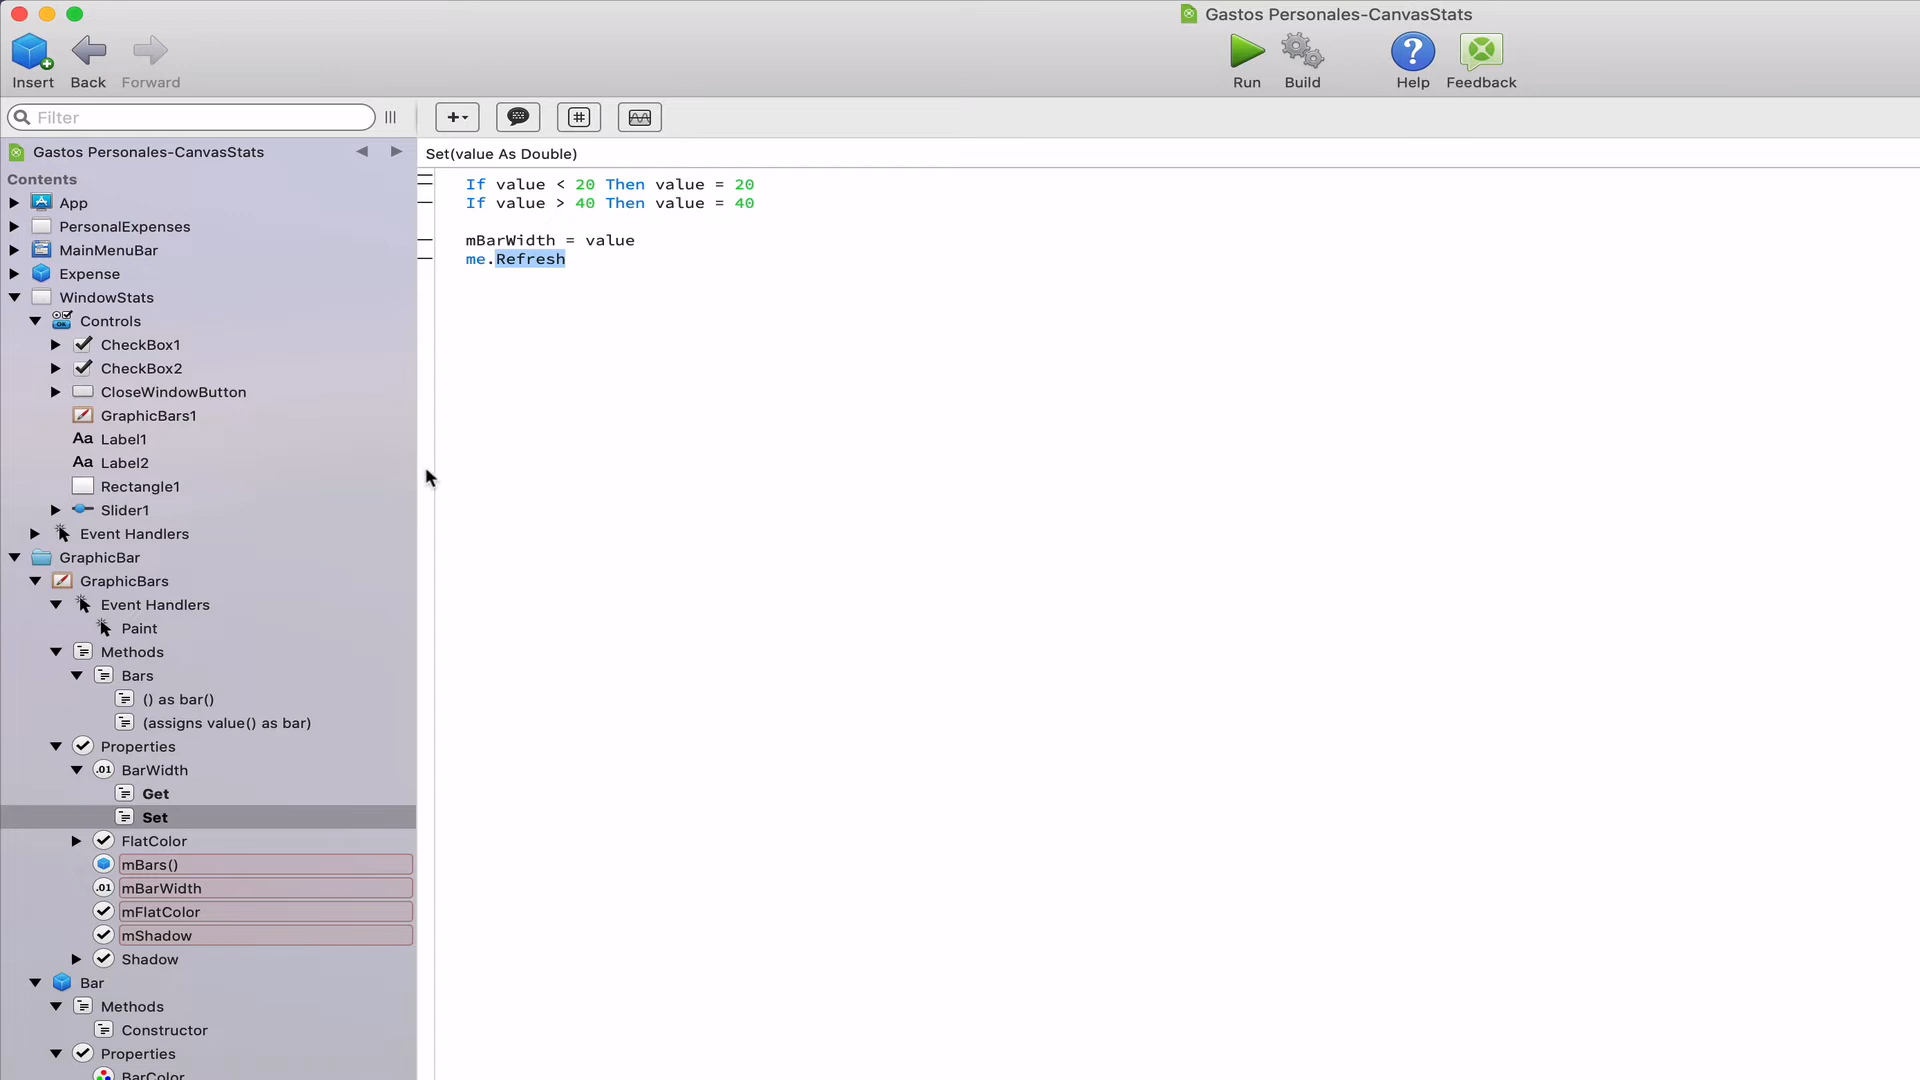 Gastos Personales-CanvasStats
Insert
Back
Forward
Run
Build
Help
Feedback
Filter
Gastos Personales-CanvasStats
Contents
App
PersonalExpenses
MainMenuBar
Expense
WindowStats
Controls
CheckBox1
CheckBox2
CloseWindowButton
GraphicBars1
Aa Label1
Aa Label2
Rectangle1
Slider1
Event Handlers
GraphicBar
GraphicBars
Event Handlers
Paint
Methods
Bars
() as bar()
(assigns value() as bar)
Properties
.01 BarWidth
Get
Set
FlatColor
mBars()
.01 mBarWidth
mFlatColor
mShadow
Shadow
Bar
Methods
Constructor
Properties
BarColor
Set(value As Double)
If value < 20 Then value = 20
If value > 40 Then value = 40
mBarWidth = value
me.Refresh